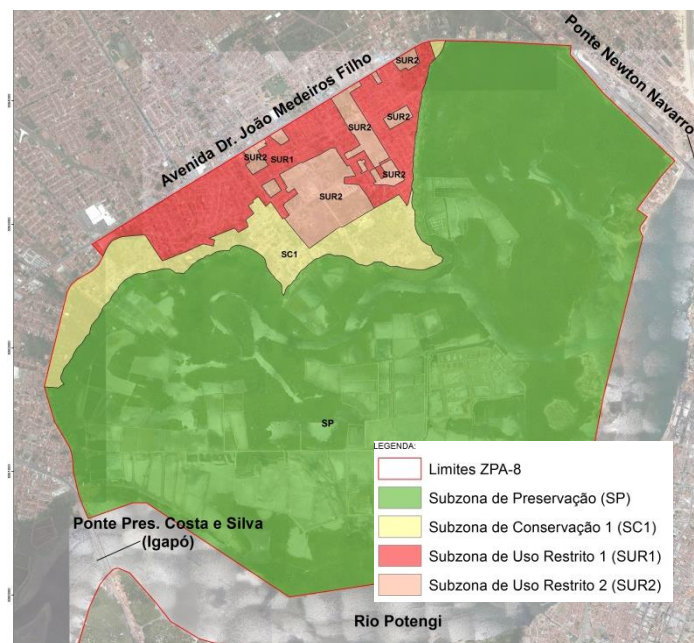 Ponte Newton Navarro
Avenida Dr. João Medeiros Filho
SUR2
SUR2
SUR2
SUR2
SUR1
SUR2
SUR2
SC1
SP
LEGENDA:
Limites ZPA-8
Subzona de Preservação (SP)
Subzona de Conservação 1 (SC1)
Subzona de Uso Restrito 1 (SUR1)
Subzona de Uso Restrito 2 (SUR2)
Ponte Pres. Costa e Silva
(Igapó)
Rio Potengi